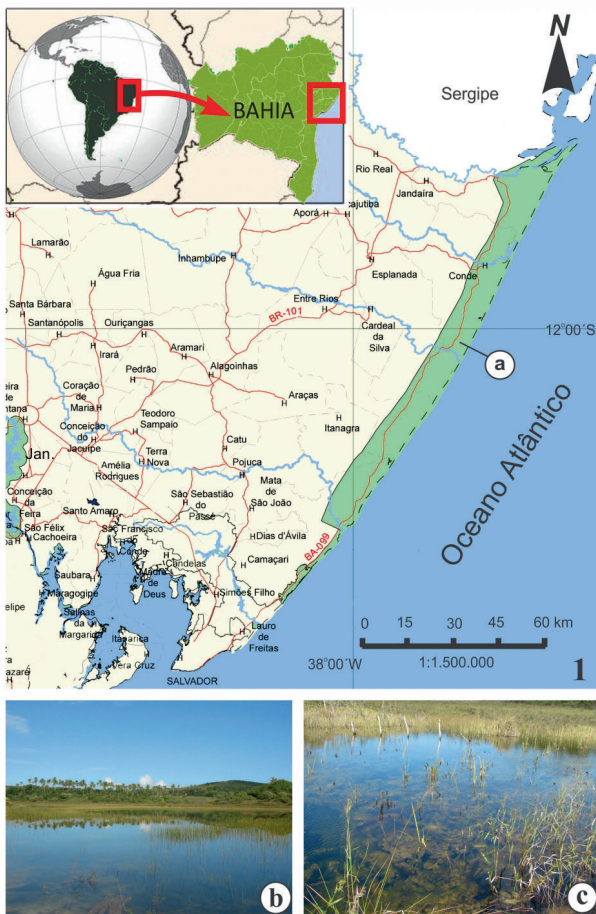 BAHIA
N
Sergipe
Rio Real
Jandaíra
Aporá
Lamarão
Inhambupe
Esplanada
Conde
Água Fria
Santa Bárbara
Entre Rios
BR-101
Cardeal
da
Silva
12°00'S
Santanópolis
Ouriçangas
Irará
Aramari
Alagoinhas
a
Pedrão
Coração
de
Maria
Araças
Itanagra
Teodoro
Sampaio
Conceição
do
Jacuipe
Catu
Terra
Nova
Jan.
Amélia
Rodrigues
Pojuca
Mata
de
São João
Conceição
da
Feira
Santo Amaro
São Sebastião
do
Passé
São Félix
Cachoeira
São Francisco
do
Conde
Dias d'Ávila
BA-099
Candeias
Camaçari
Saubara
Madre
de
Deus
Simões Filho
Maragogipe
Salinas
da
Margarida
Itaparica
Lauro
de
Freitas
Vera Cruz
SALVADOR
Oceano Atlântico
0 15 30 45 60 km
38°00'W
1:1.500.000
1
b
c